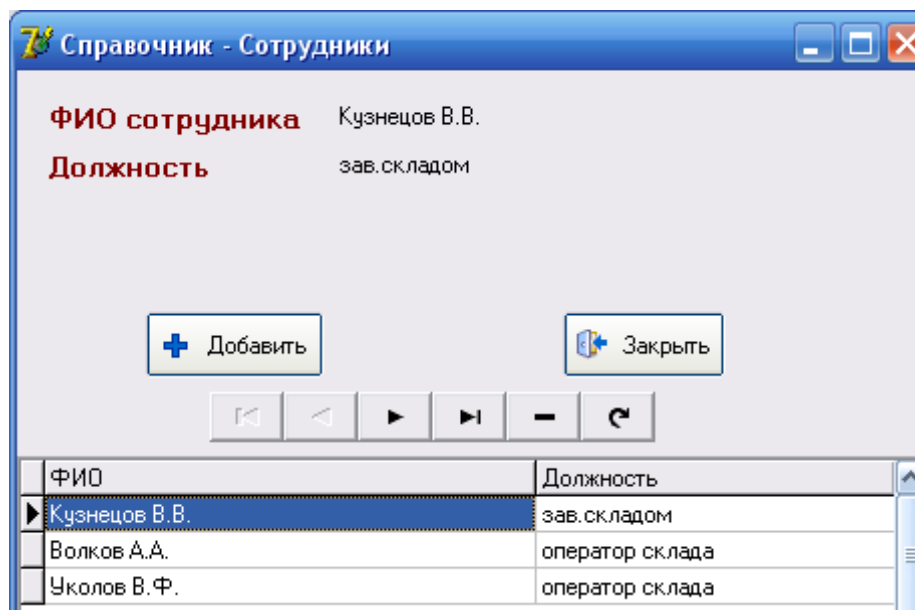 Справочник - Сотрудники
ФИО сотрудника Кузнецов В.В.
Должность зав.складом
Добавить Закрыть
ФИО Должность
Кузнецов В.В. зав.складом
Волков А.А. оператор склада
Уколов В.Ф. оператор склада